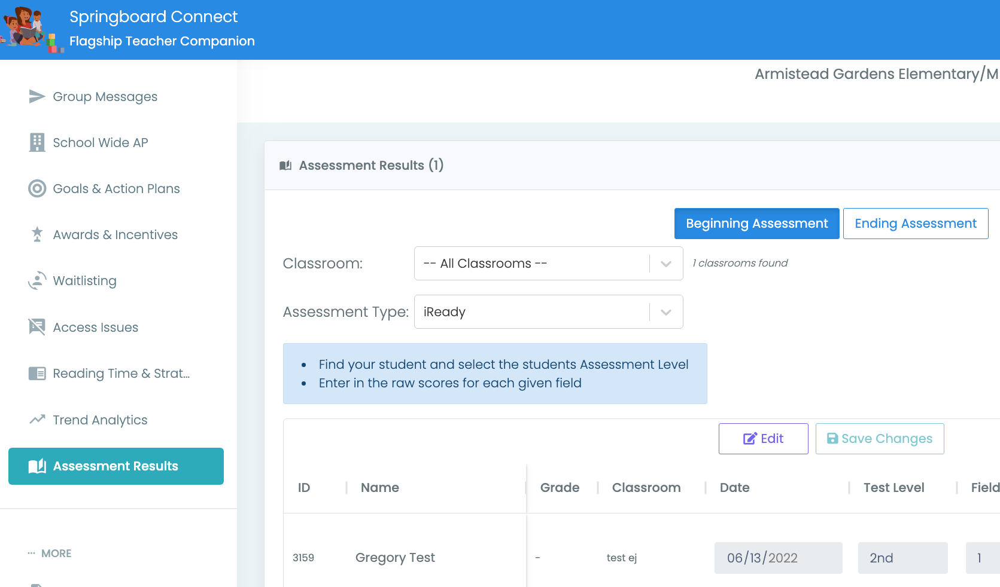 Springboard Connect
Flagship Teacher Companion
Armistead Gardens Elementary/M
Group Messages
School Wide AP
Goals & Action Plans
Awards & Incentives
Waitlisting
Access Issues
Reading Time & Strat...
Trend Analytics
Assessment Results
... MORE
Assessment Results (1)
Beginning Assessment Ending Assessment
Classroom: -- All Classrooms -- 1 classrooms found
Assessment Type: iReady
• Find your student and select the students Assessment Level
• Enter in the raw scores for each given field
Edit Save Changes
ID Name Grade Classroom Date Test Level Field
3159 Gregory Test - test ej 06/13/2022 2nd 1